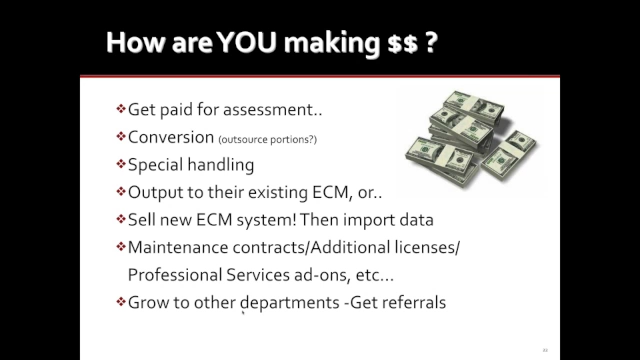 How are YOU making $$ ?
❖Get paid for assessment..
❖Conversion (outsource portions?)
❖Special handling
❖Output to their existing ECM, or..
❖Sell new ECM system! Then import data
❖Maintenance contracts/Additional licenses/
Professional Services ad-ons, etc...
❖Grow to other departments -Get referrals